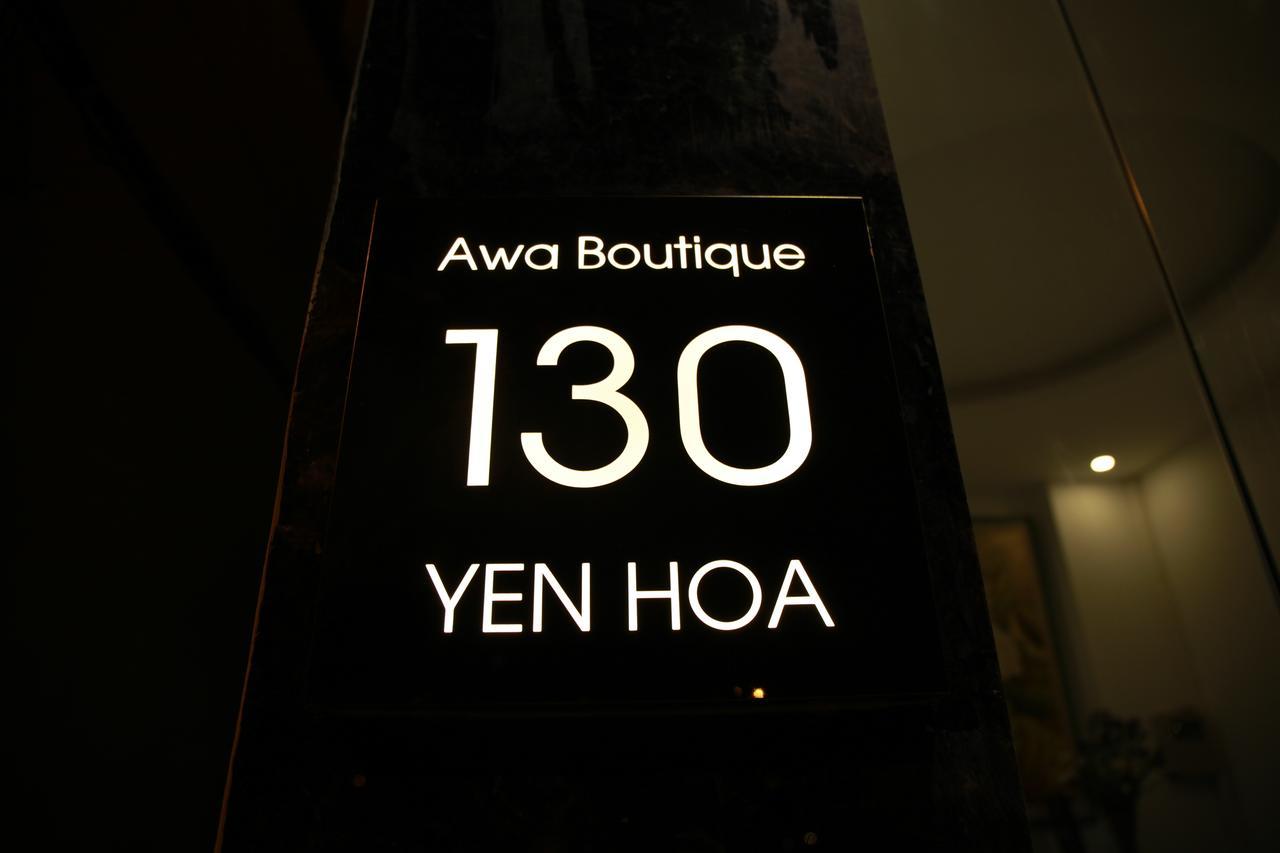 Awa Boutique
130
YEN HOA